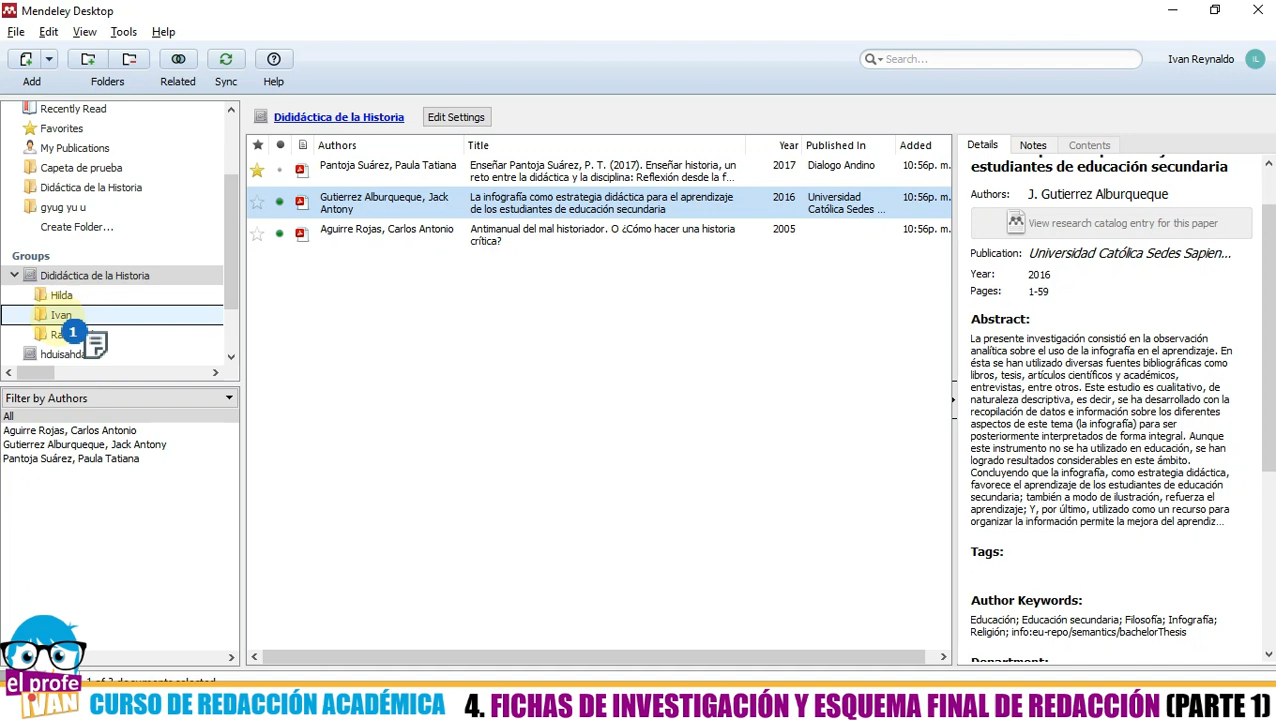 Mendeley Desktop
File Edit View Tools Help
Search...
Ivan Reynaldo
IL
Add Folders Related Sync Help
Recently Read
Favorites
My Publications
Capeta de prueba
Didáctica de la Historia
gyug yu u
Create Folder...
Groups
Dididáctica de la Historia
Hilda
Ivan
1
hduisahda
Filter by Authors
All
Aguirre Rojas, Carlos Antonio
Gutierrez Alburqueque, Jack Antony
Pantoja Suárez, Paula Tatiana
Dididáctica de la Historia
Edit Settings
Authors Title Year Published In Added
Pantoja Suárez, Paula Tatiana Enseñar Pantoja Suárez, P. T. (2017). Enseñar historia, un 2017 Dialogo Andino 10:56p. m.
reto entre la didáctica y la disciplina: Reflexión desde la f...
Gutierrez Alburqueque, Jack La infografía como estrategia didáctica para el aprendizaje 2016 Universidad 10:56p. m.
Antony de los estudiantes de educación secundaria Católica Sedes ...
Aguirre Rojas, Carlos Antonio Antimanual del mal historiador. O ¿Cómo hacer una historia 2005 10:56p. m.
crítica?
Details Notes Contents
estudiantes de educación secundaria
Authors: J. Gutierrez Alburqueque
View research catalog entry for this paper
Publication: Universidad Católica Sedes Sapien...
Year: 2016
Pages: 1-59
Abstract:
La presente investigación consistió en la observación
analítica sobre el uso de la infografía en el aprendizaje. En
ésta se han utilizado diversas fuentes bibliográficas como
libros, tesis, artículos científicos y académicos,
entrevistas, entre otros. Este estudio es cualitativo, de
naturaleza descriptiva, es decir, se ha desarrollado con la
recopilación de datos e información sobre los diferentes
aspectos de este tema (la infografía) para ser
posteriormente interpretados de forma integral. Aunque
este instrumento no se ha utilizado en educación, se han
logrado resultados considerables en este ámbito.
Concluyendo que la infografía, como estrategia didáctica,
favorece el aprendizaje de los estudiantes de educación
secundaria; también a modo de ilustración, refuerza el
aprendizaje; Y, por último, utilizado como un recurso para
organizar la información permite la mejora del aprendiz...
Tags:
Author Keywords:
Educación; Educación secundaria; Filosofía; Infografía;
Religión; info:eu-repo/semantics/bachelorThesis
el profe
IVAN
CURSO DE REDACCIÓN ACADÉMICA
4. FICHAS DE INVESTIGACIÓN Y ESQUEMA FINAL DE REDACCIÓN (PARTE 1)